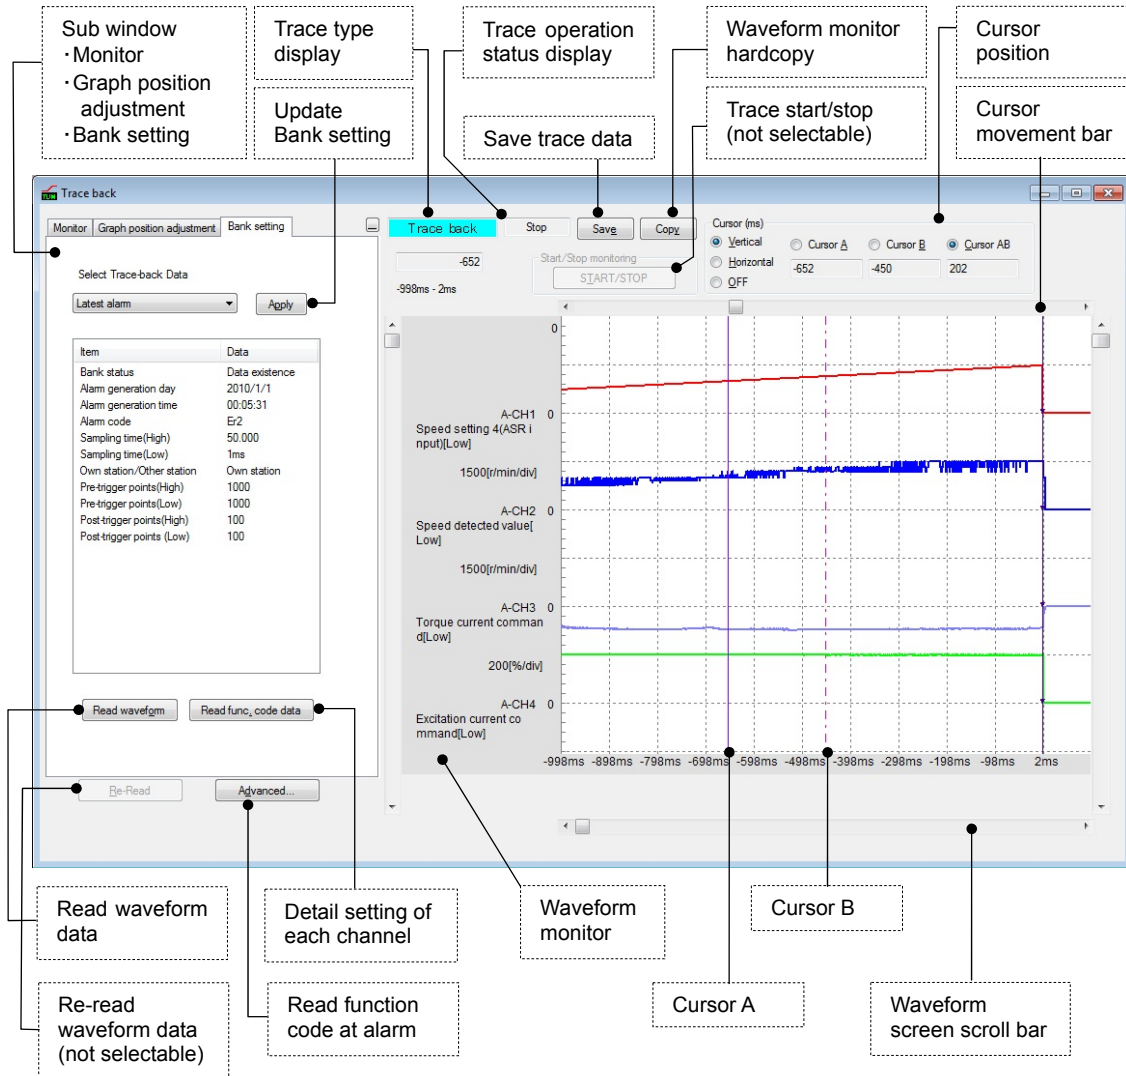 Sub window
・Monitor
・Graph position
adjustment
・Bank setting
Trace type
display
Update
Bank setting
Trace operation
status display
Save trace data
Waveform monitor
hardcopy
Trace start/stop
(not selectable)
Cursor
position
Cursor
movement bar
Trace back
Monitor
Graph position adjustment
Bank setting
Select Trace-back Data
Latest alarm
Apply
Item Data
Bank status Data existence
Alarm generation day 2010/1/1
Alarm generation time 00:05:31
Alarm code Er2
Sampling time(High) 50.000
Sampling time(Low) 1ms
Own station/Other station Own station
Pre-trigger points(High) 1000
Pre-trigger points(Low) 1000
Post-trigger points(High) 100
Post-trigger points (Low) 100
Read waveform
Read func. code data
Re-Read
Advanced...
Trace back
Stop
Save
Copy
-652
-998ms - 2ms
Start/Stop monitoring
START/STOP
Cursor (ms)
Vertical
Horizontal
OFF
Cursor A
Cursor B
Cursor AB
-652
-450
202
0
A-CH1 0
Speed setting 4(ASR i
nput)[Low]
1500[r/min/div]
A-CH2 0
Speed detected value[
Low]
1500[r/min/div]
A-CH3 0
Torque current comman
d[Low]
200[%/div]
A-CH4 0
Excitation current co
mmand[Low]
-998ms -898ms -798ms -698ms -598ms -498ms -398ms -298ms -198ms -98ms 2ms
Read waveform
data
Detail setting of
each channel
Waveform
monitor
Cursor B
Re-read
waveform data
(not selectable)
Read function
code at alarm
Cursor A
Waveform
screen scroll bar